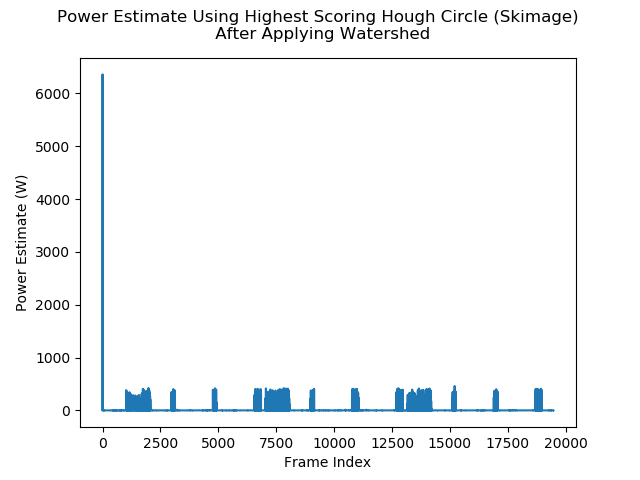 Power Estimate Using Highest Scoring Hough Circle (Skimage)
After Applying Watershed
6000
5000
4000
3000
2000
1000
0
Power Estimate (W)
0 2500 5000 7500 10000 12500 15000 17500 20000
Frame Index